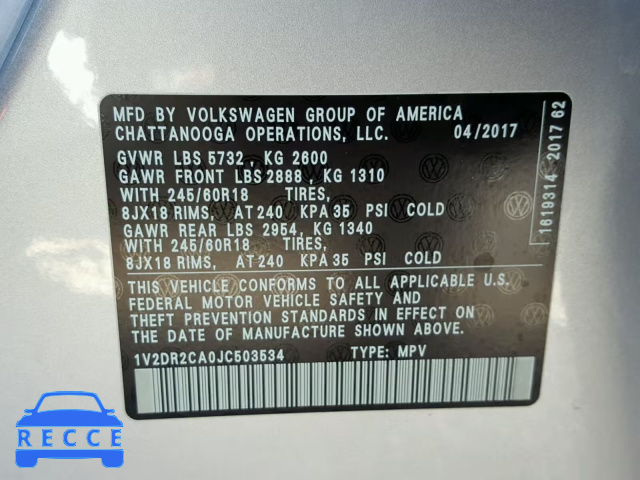 MFD BY VOLKSWAGEN GROUP OF AMERICA
CHATTANOOGA OPERATIONS, LLC. 04/2017
GVWR LBS 5732 , KG 2600
GAWR FRONT LBS 2888 , KG 1310
WITH 245/60R18 TIRES,
8JX18 RIMS, AT 240 KPA 35 PSI COLD
GAWR REAR LBS 2954, KG 1340
WITH 245/60R18 TIRES,
8JX18 RIMS, AT 240 KPA 35 PSI COLD
THIS VEHICLE CONFORMS TO ALL APPLICABLE U.S.
FEDERAL MOTOR VEHICLE SAFETY AND
THEFT PREVENTION STANDARDS IN EFFECT ON
THE DATE OF MANUFACTURE SHOWN ABOVE.
1V2DR2CA0JC503534 TYPE: MPV
1619314 2017 62
RECCE